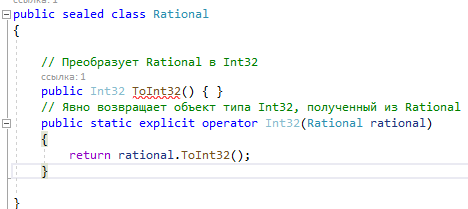 ссылка: 1
public sealed class Rational
{
// Преобразует Rational в Int32
ссылка: 1
public Int32 ToInt32() { }
// Явно возвращает объект типа Int32, полученный из Rational
public static explicit operator Int32(Rational rational)
{
return rational.ToInt32();
}
}